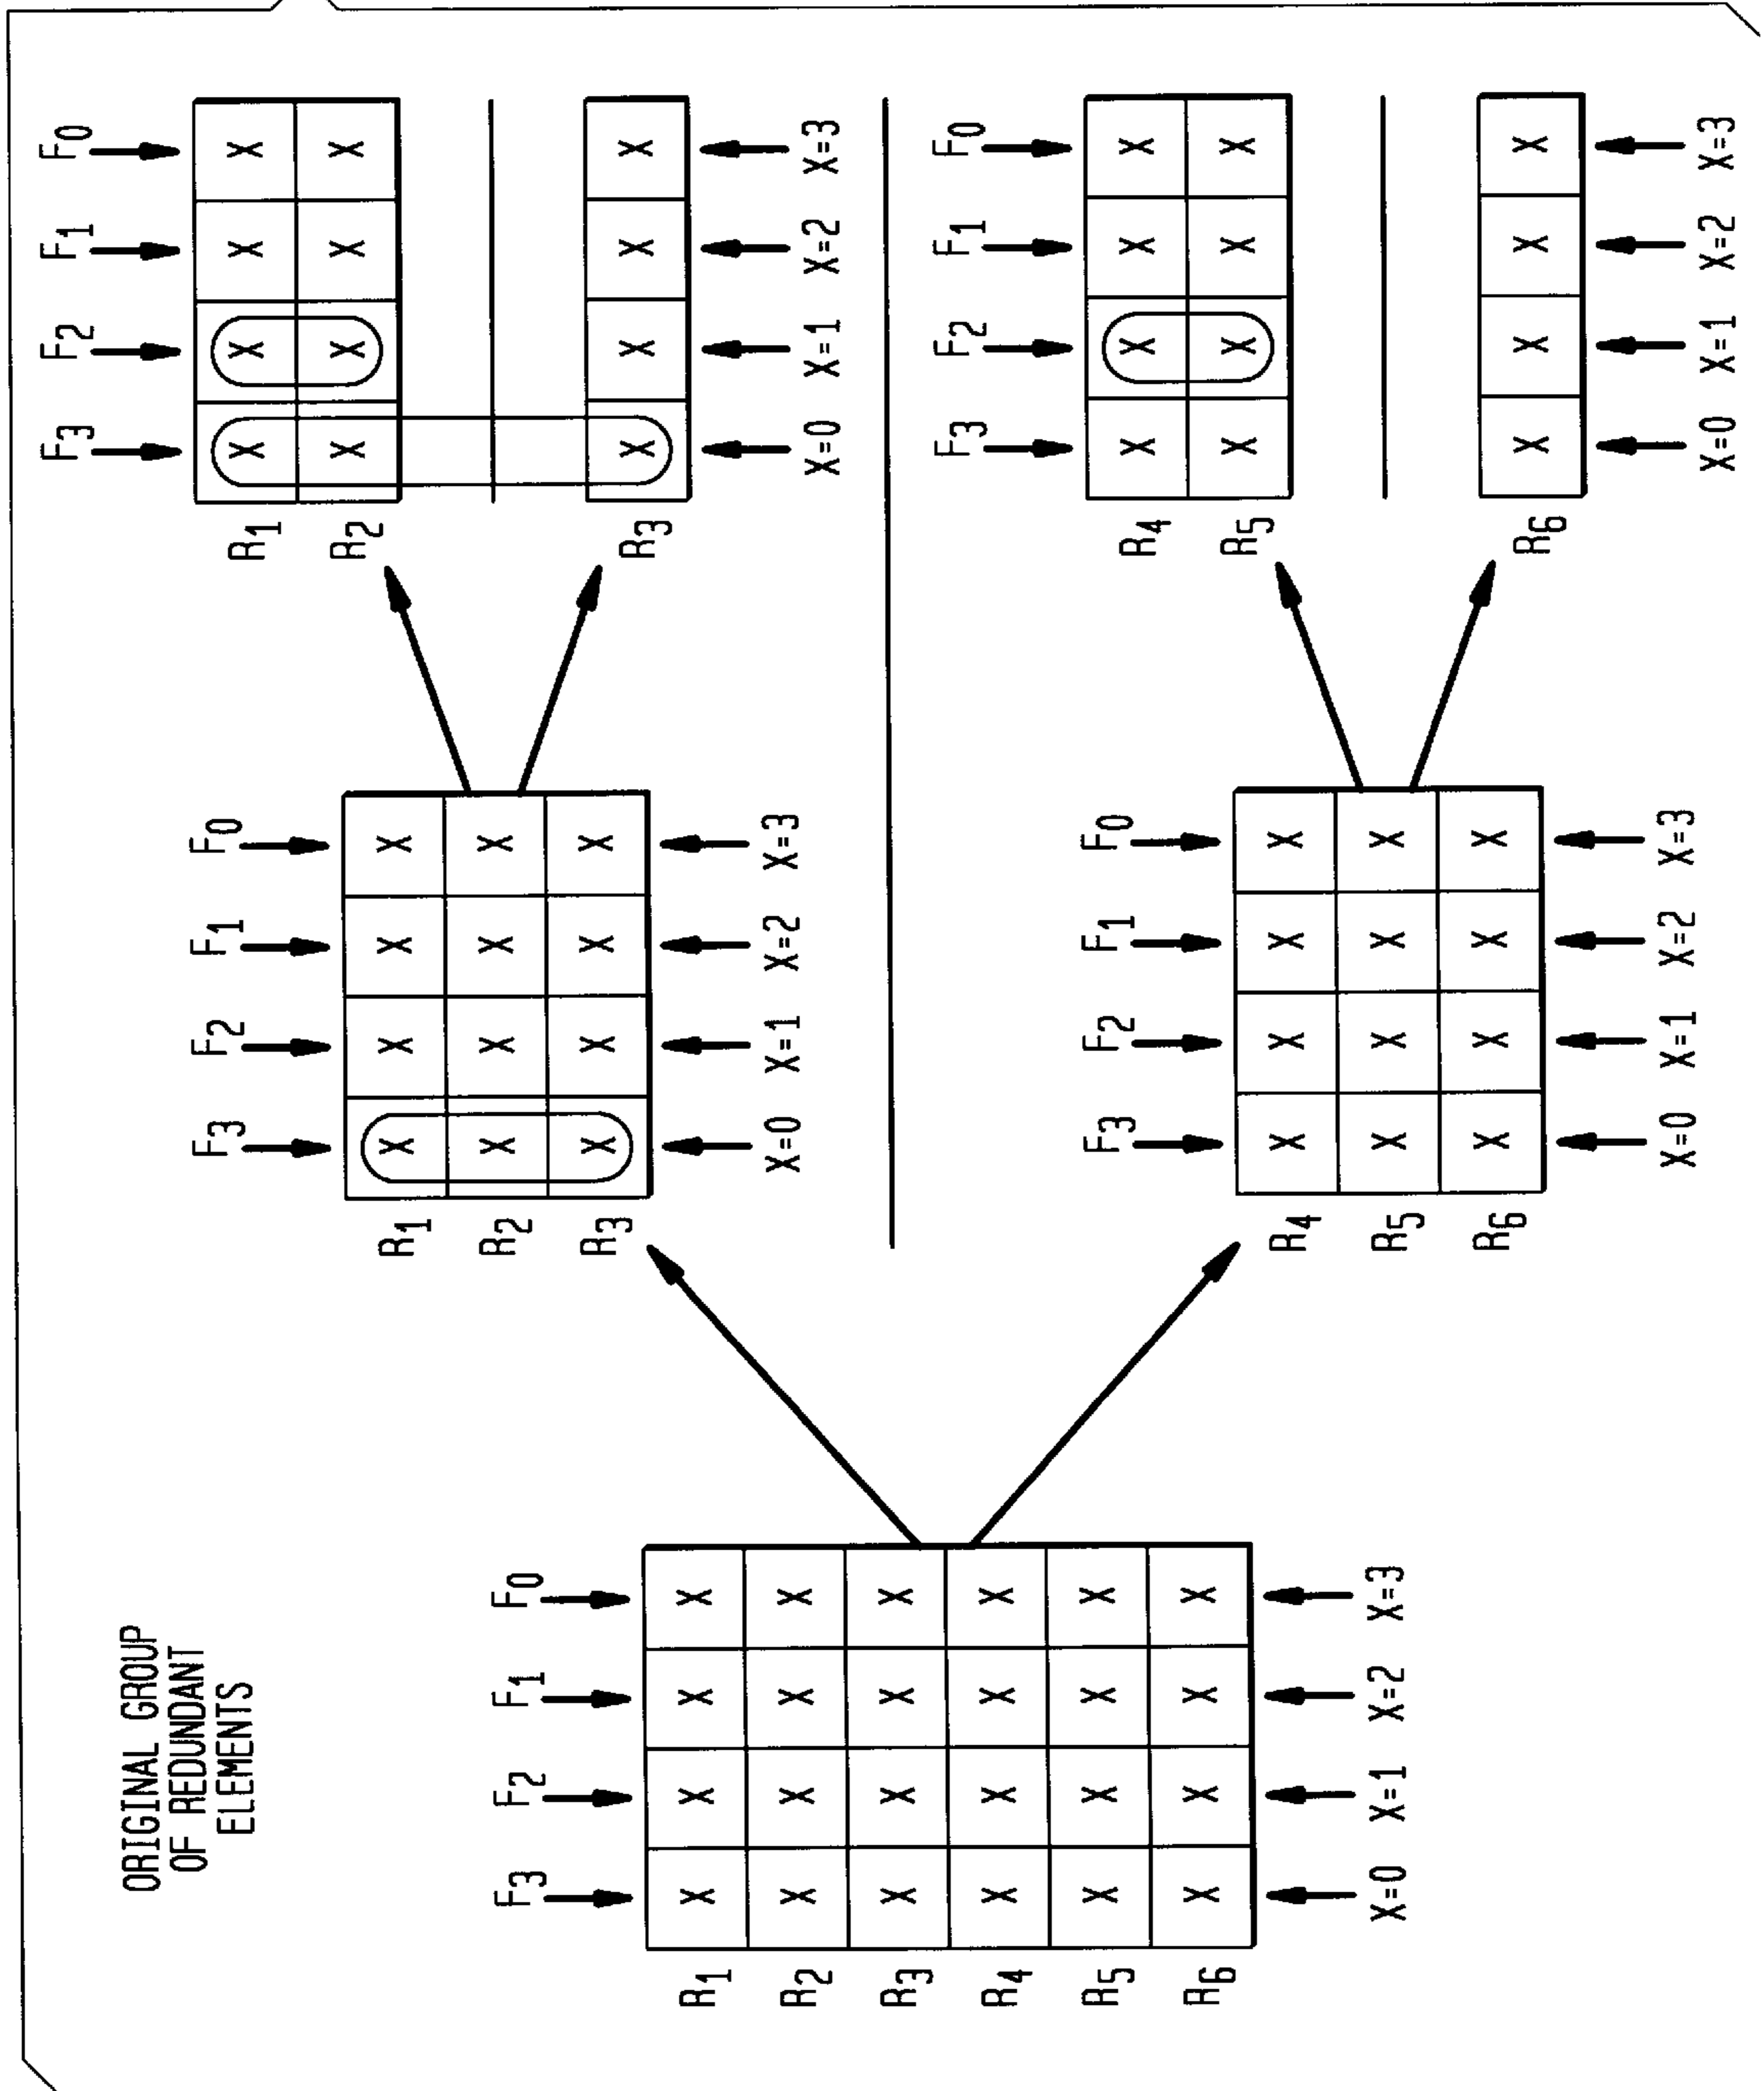 ORIGINAL GROUP
OF REDUNDANT
ELEMENTS
F3 F2 F1 F0
R1 X X X X
R2 X X X X
R3 X X X X
R4 X X X X
R5 X X X X
R6 X X X X
X=0 X=1 X=2 X=3
F3 F2 F1 F0
R1 X X X X
R2 X X X X
R3 X X X X
X=0 X=1 X=2 X=3
F3 F2 F1 F0
R4 X X X X
R5 X X X X
R6 X X X X
X=0 X=1 X=2 X=3
F3 F2 F1 F0
R1 X X X X
R2 X X X X
R3 X X X X
X=0 X=1 X=2 X=3
F3 F2 F1 F0
R4 X X X X
R5 X X X X
R6 X X X X
X=0 X=1 X=2 X=3